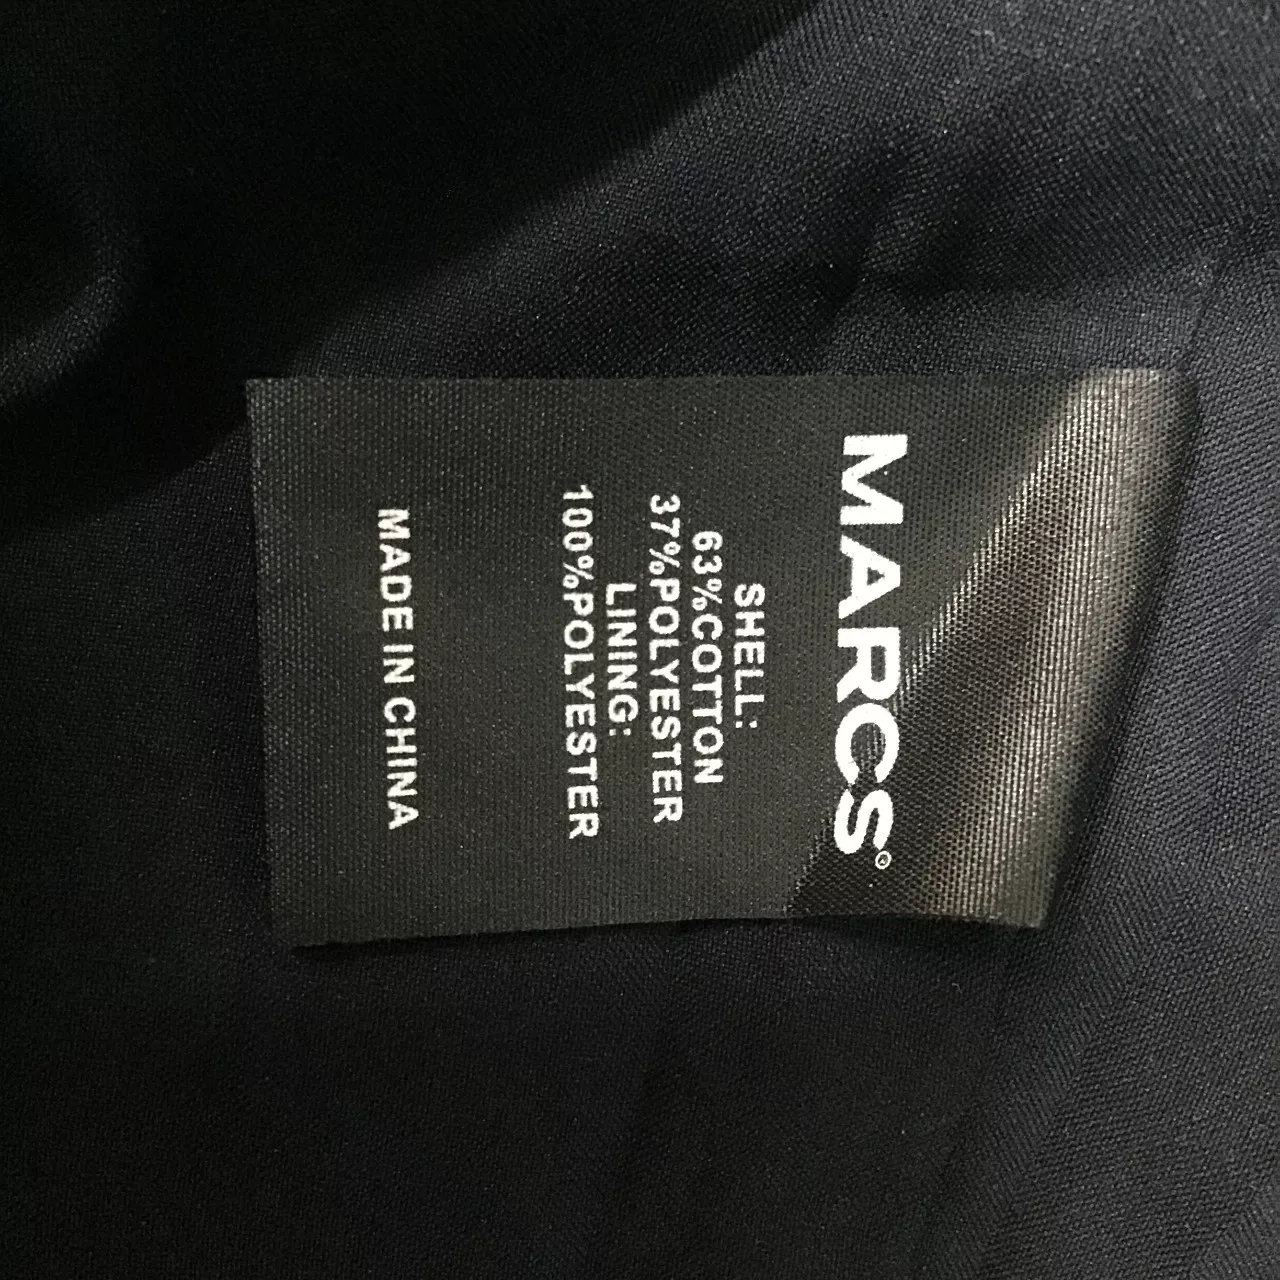 MARCS®
SHELL:
63%COTTON
37%POLYESTER
LINING:
100%POLYESTER
MADE IN CHINA